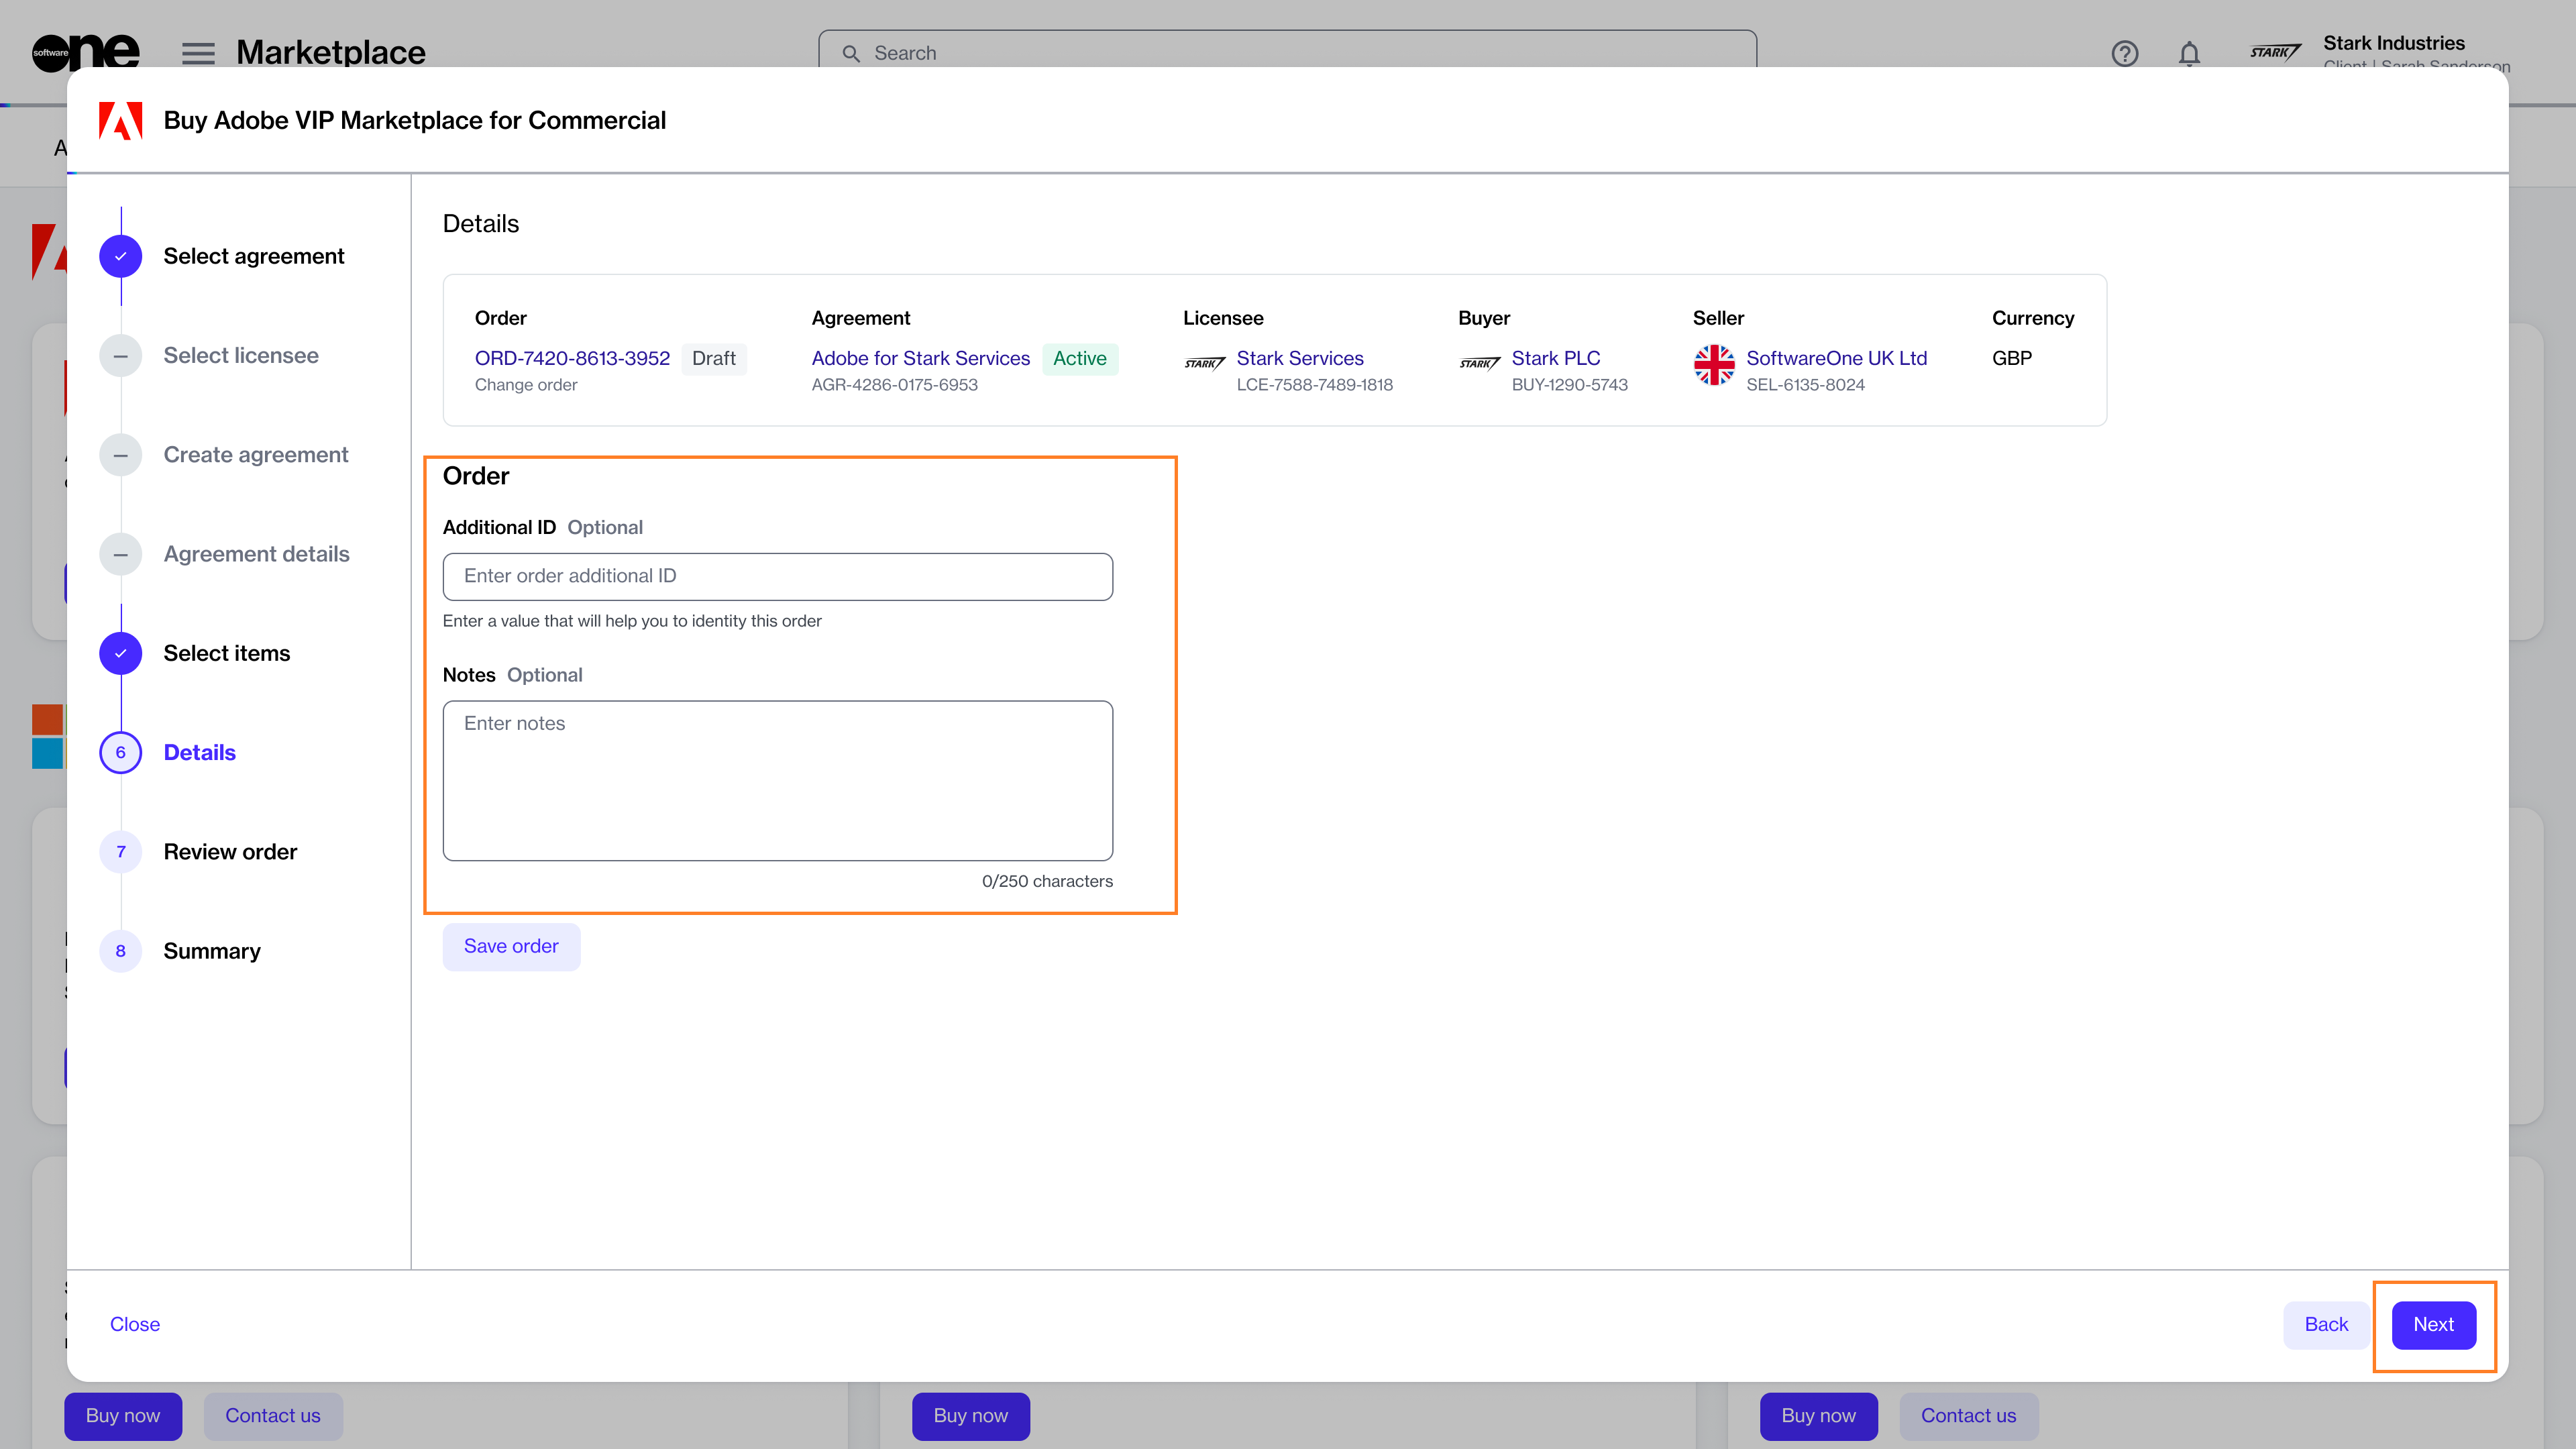 software
one
Marketplace
Search
STARK
Stark Industries
Client | Sarah Sanderson
Buy Adobe VIP Marketplace for Commercial
Select agreement
Select licensee
Create agreement
Agreement details
Select items
6
Details
7
Review order
8
Summary
Details
Order
Agreement
Licensee
Buyer
Seller
Currency
ORD-7420-8613-3952
Draft
Adobe for Stark Services
Active
STARK
Stark Services
STARK
Stark PLC
SoftwareOne UK Ltd
GBP
Change order
AGR-4286-0175-6953
LCE-7588-7489-1818
BUY-1290-5743
SEL-6135-8024
Order
Additional ID Optional
Enter order additional ID
Enter a value that will help you to identity this order
Notes Optional
Enter notes
0/250 characters
Save order
Close
Back
Next
Buy now
Contact us
Buy now
Buy now
Contact us